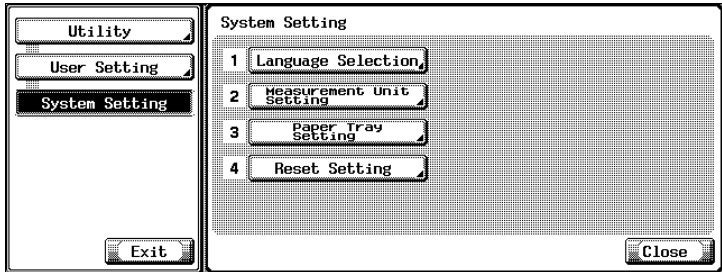 Utility
User Setting
System Setting
Exit
System Setting
1 Language Selection
2 Measurement Unit
Setting
3 Paper Tray
Setting
4 Reset Setting
Close